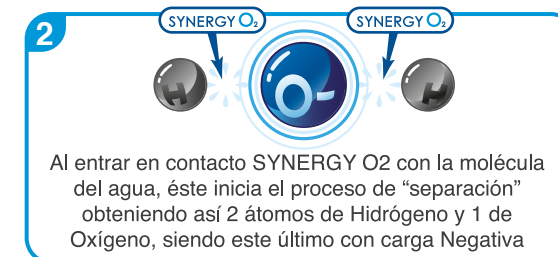 2
SYNERGY O₂ SYNERGY O₂
H O- H
Al entrar en contacto SYNERGY O2 con la molécula
del agua, éste inicia el proceso de “separación”
obteniendo así 2 átomos de Hidrógeno y 1 de
Oxígeno, siendo este último con carga Negativa